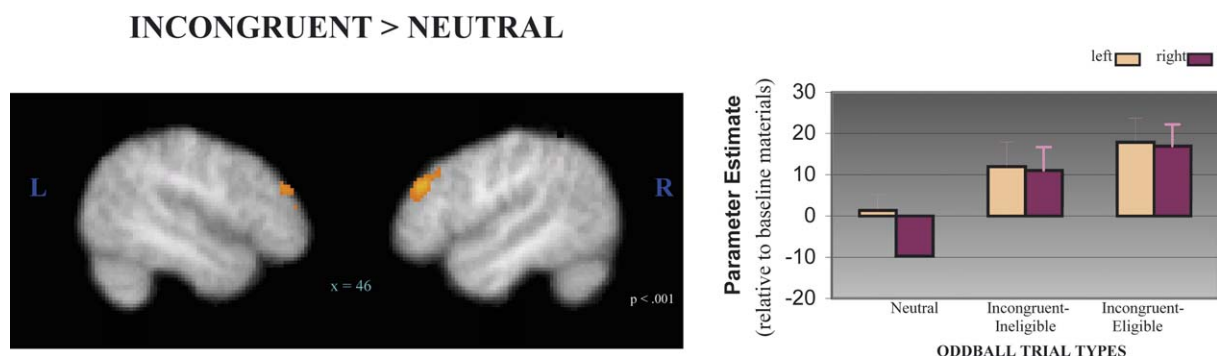 INCONGRUENT > NEUTRAL
L
R
x = 46
p < .001
left
right
Parameter Estimate
(relative to baseline materials)
30
20
10
0
-10
-20
Neutral
Incongruent-
Ineligible
Incongruent-
Eligible
ODDBALL TRIAL TYPES